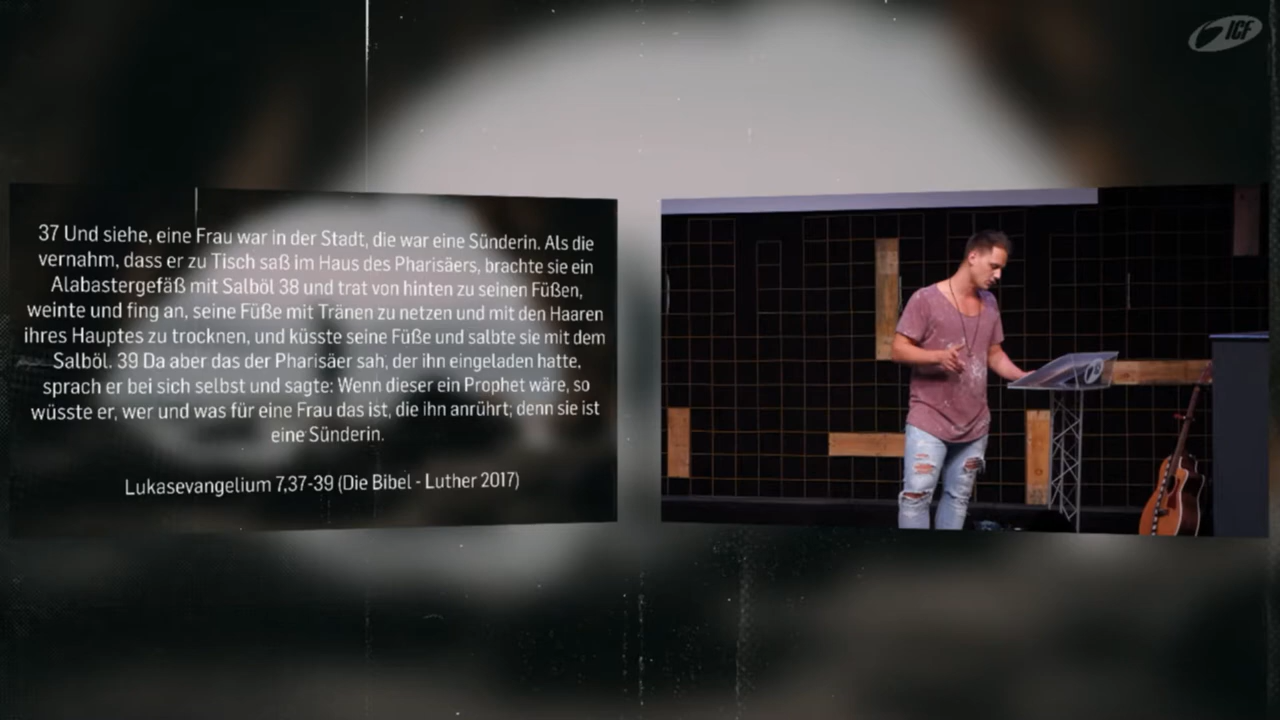 ICF
37 Und siehe, eine Frau war in der Stadt, die war eine Sünderin. Als die
vernahm, dass er zu Tisch saß im Haus des Pharisäers, brachte sie ein
Alabastergefäß mit Salböl 38 und trat von hinten zu seinen Füßen,
weinte und fing an, seine Füße mit Tränen zu netzen und mit den Haaren
ihres Hauptes zu trocknen, und küsste seine Füße und salbte sie mit dem
Salböl. 39 Da aber das der Pharisäer sah, der ihn eingeladen hatte,
sprach er bei sich selbst und sagte: Wenn dieser ein Prophet wäre, so
wüsste er, wer und was für eine Frau das ist, die ihn anrührt; denn sie ist
eine Sünderin.
Lukasevangelium 7,37-39 (Die Bibel - Luther 2017)